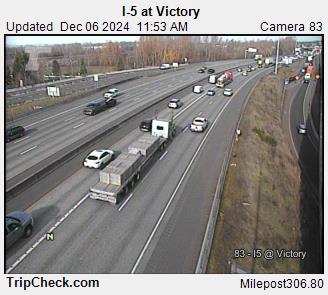 I-5 at Victory
Updated  Dec 06 2024  11:53 AM
Camera 83
N
83 - I5 @ Victory
TripCheck.com
Milepost306.80